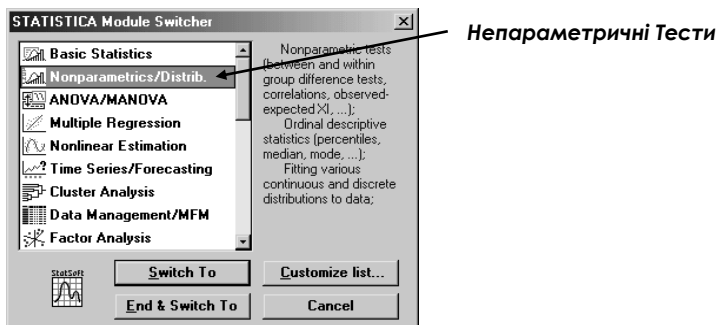 STATISTICA Module Switcher
Непараметричні Тести
Basic Statistics
Nonparametrics/Distrib.
ANOVA/MANOVA
Multiple Regression
Nonlinear Estimation
Time Series/Forecasting
Cluster Analysis
Data Management/MFM
Factor Analysis
Nonparametric tests
(between and within
group difference tests,
correlations, observed-
expected XI, ...);
Ordinal descriptive
statistics (percentiles,
median, mode, ...);
Fitting various
continuous and discrete
distributions to data;
StatSoft
Switch To
Customize list...
End & Switch To
Cancel